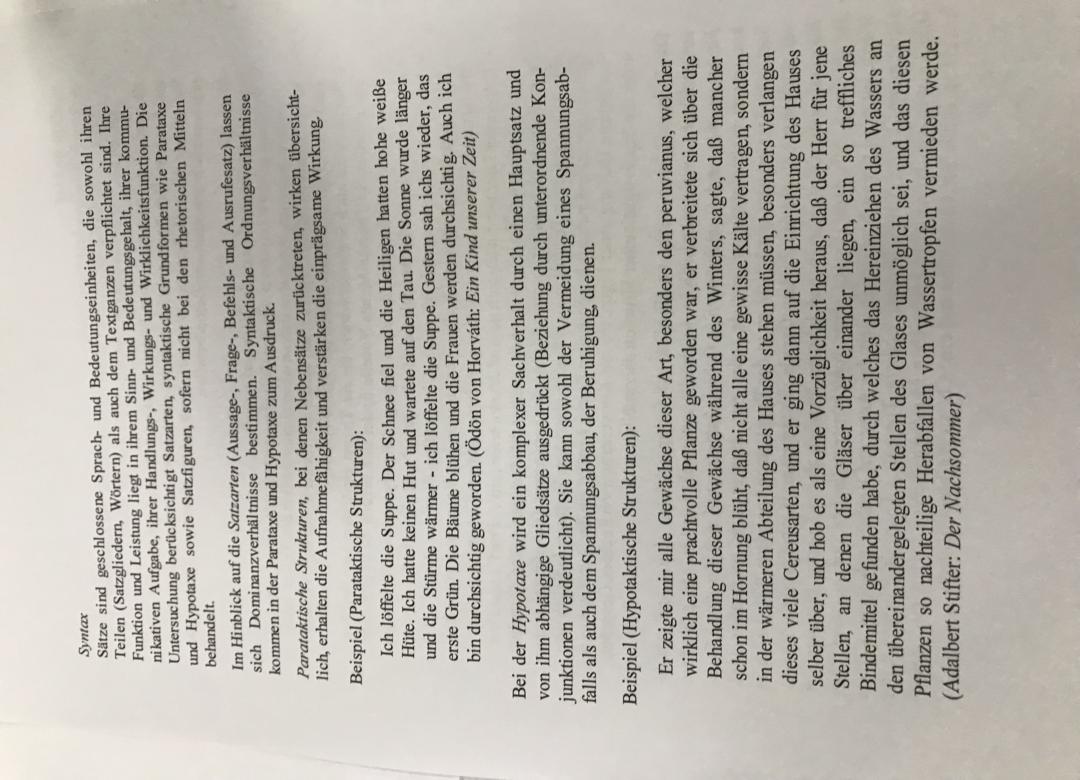 Syntax
Sätze sind geschlossene Sprach- und Bedeutungseinheiten, die sowohl ihren
Teilen (Satzgliedern, Wörtern) als auch dem Textganzen verpflichtet sind. Ihre
Funktion und Leistung liegt in ihrem Sinn- und Bedeutungsgehalt, ihrer kommu-
nikativen Aufgabe, ihrer Handlungs-, Wirkungs- und Wirklichkeitsfunktion. Die
Untersuchung berücksichtigt Satzarten, syntaktische Grundformen wie Parataxe
und Hypotaxe sowie Satzfiguren, sofern nicht bei den rhetorischen Mitteln
behandelt.
Im Hinblick auf die Satzarten (Aussage-, Frage-, Befehls- und Ausrufesatz) lassen
sich Dominanzverhältnisse bestimmen. Syntaktische Ordnungsverhältnisse
kommen in der Parataxe und Hypotaxe zum Ausdruck.
Parataktische Strukturen, bei denen Nebensätze zurücktreten, wirken übersicht-
lich, erhalten die Aufnahmefähigkeit und verstärken die einprägsame Wirkung.
Beispiel (Parataktische Strukturen):
Ich löffelte die Suppe. Der Schnee fiel und die Heiligen hatten hohe weiße
Hüte. Ich hatte keinen Hut und wartete auf den Tau. Die Sonne wurde länger
und die Stürme wärmer - ich löffelte die Suppe. Gestern sah ichs wieder, das
erste Grün. Die Bäume blühen und die Frauen werden durchsichtig. Auch ich
bin durchsichtig geworden. (Ödön von Horváth: Ein Kind unserer Zeit)
Bei der Hypotaxe wird ein komplexer Sachverhalt durch einen Hauptsatz und
von ihm abhängige Gliedsätze ausgedrückt (Beziehung durch unterordnende Kon-
junktionen verdeutlicht). Sie kann sowohl der Vermeidung eines Spannungsab-
falls als auch dem Spannungsabbau, der Beruhigung, dienen.
Beispiel (Hypotaktische Strukturen):
Er zeigte mir alle Gewächse dieser Art, besonders den peruvianus, welcher
wirklich eine prachtvolle Pflanze geworden war, er verbreitete sich über die
Behandlung dieser Gewächse während des Winters, sagte, daß mancher
schon im Hornung blüht, daß nicht alle eine gewisse Kälte vertragen, sondern
in der wärmeren Abteilung des Hauses stehen müssen, besonders verlangen
dieses viele Cereusarten, und er ging dann auf die Einrichtung des Hauses
selber über, und hob es als eine Vorzüglichkeit heraus, daß der Herr für jene
Stellen, an denen die Gläser über einander liegen, ein so treffliches
Bindemittel gefunden habe, durch welches das Hereinziehen des Wassers an
den übereinandergelegten Stellen des Glases unmöglich sei, und das diesen
Pflanzen so nachteilige Herabfallen von Wassertropfen vermieden werde.
(Adalbert Stifter: Der Nachsommer)